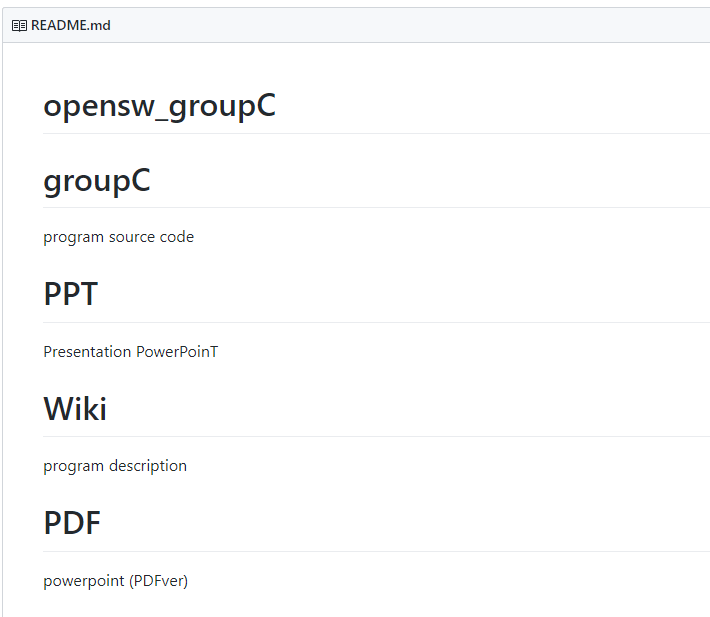 README.md
opensw_groupC
groupC
program source code
PPT
Presentation PowerPoinT
Wiki
program description
PDF
powerpoint (PDFver)